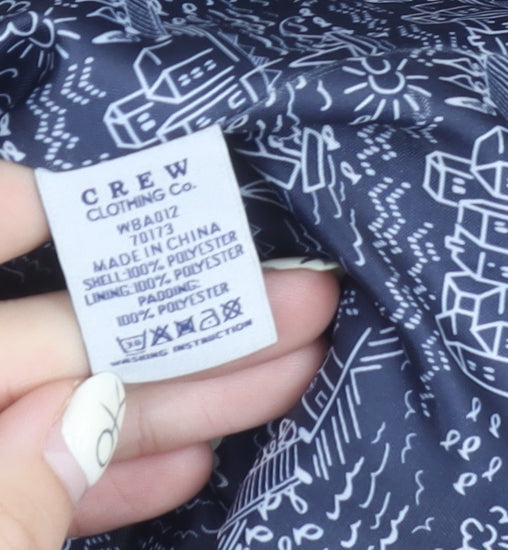 CREW
CLOTHING Co.
WBA012
70173
MADE IN CHINA
SHELL:100% POLYESTER
LINING:100% POLYESTER
PADDING:
100% POLYESTER
30
WASHING INSTRUCTION